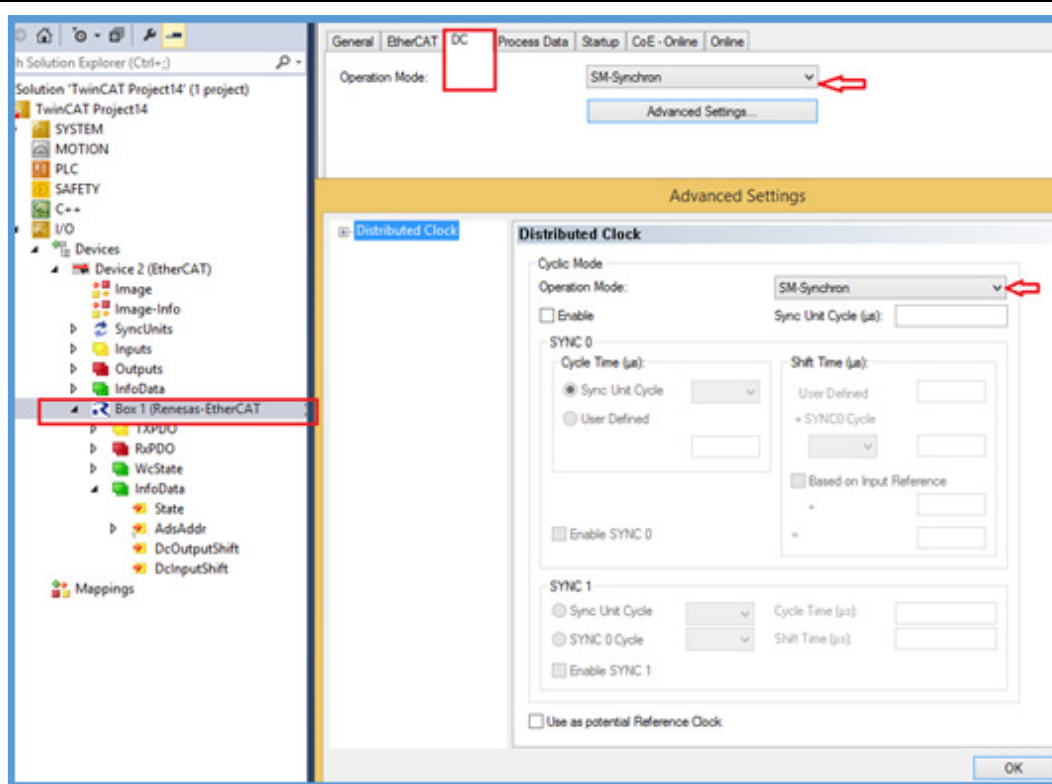 h Solution Explorer (Ctrl+;)
Solution 'TwinCAT Project14' (1 project)
TwinCAT Project14
SYSTEM
MOTION
PLC
SAFETY
C++
I/O
Devices
Device 2 (EtherCAT)
Image
Image-Info
SyncUnits
Inputs
Outputs
InfoData
Box 1 (Renesas-EtherCAT
TXPDO
RxPDO
WcState
InfoData
State
AdsAddr
DcOutputShift
DcInputShift
Mappings
General EtherCAT DC Process Data Startup CoE - Online Online
Operation Mode: SM-Synchron
Advanced Settings...
Advanced Settings
Distributed Clock
Distributed Clock
Cyclic Mode
Operation Mode: SM-Synchron
Enable Sync Unit Cycle (µs):
SYNC 0
Cycle Time (µs): Shift Time (µs):
Sync Unit Cycle User Defined
User Defined + SYNC0 Cycle
Based on Input Reference
+
Enable SYNC 0 =
SYNC 1
Sync Unit Cycle Cycle Time (µs):
SYNC 0 Cycle Shift Time (µs):
Enable SYNC 1
Use as potential Reference Clock
OK